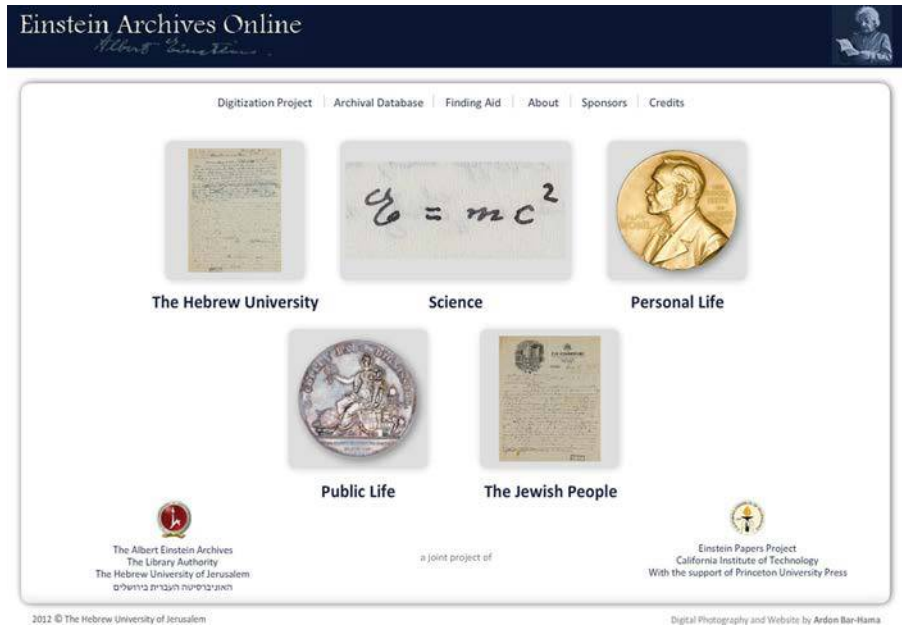 Einstein Archives Online
Albert Einstein.
Digitization Project | Archival Database | Finding Aid | About | Sponsors | Credits
E = mc²
The Hebrew University
Science
Personal Life
Public Life
The Jewish People
The Albert Einstein Archives
The Library Authority
The Hebrew University of Jerusalem
האוניברסיטה העברית בירושלים
a joint project of
Einstein Papers Project
California Institute of Technology
With the support of Princeton University Press
2012 © The Hebrew University of Jerusalem
Digital Photography and Website by Ardon Bar-Hama